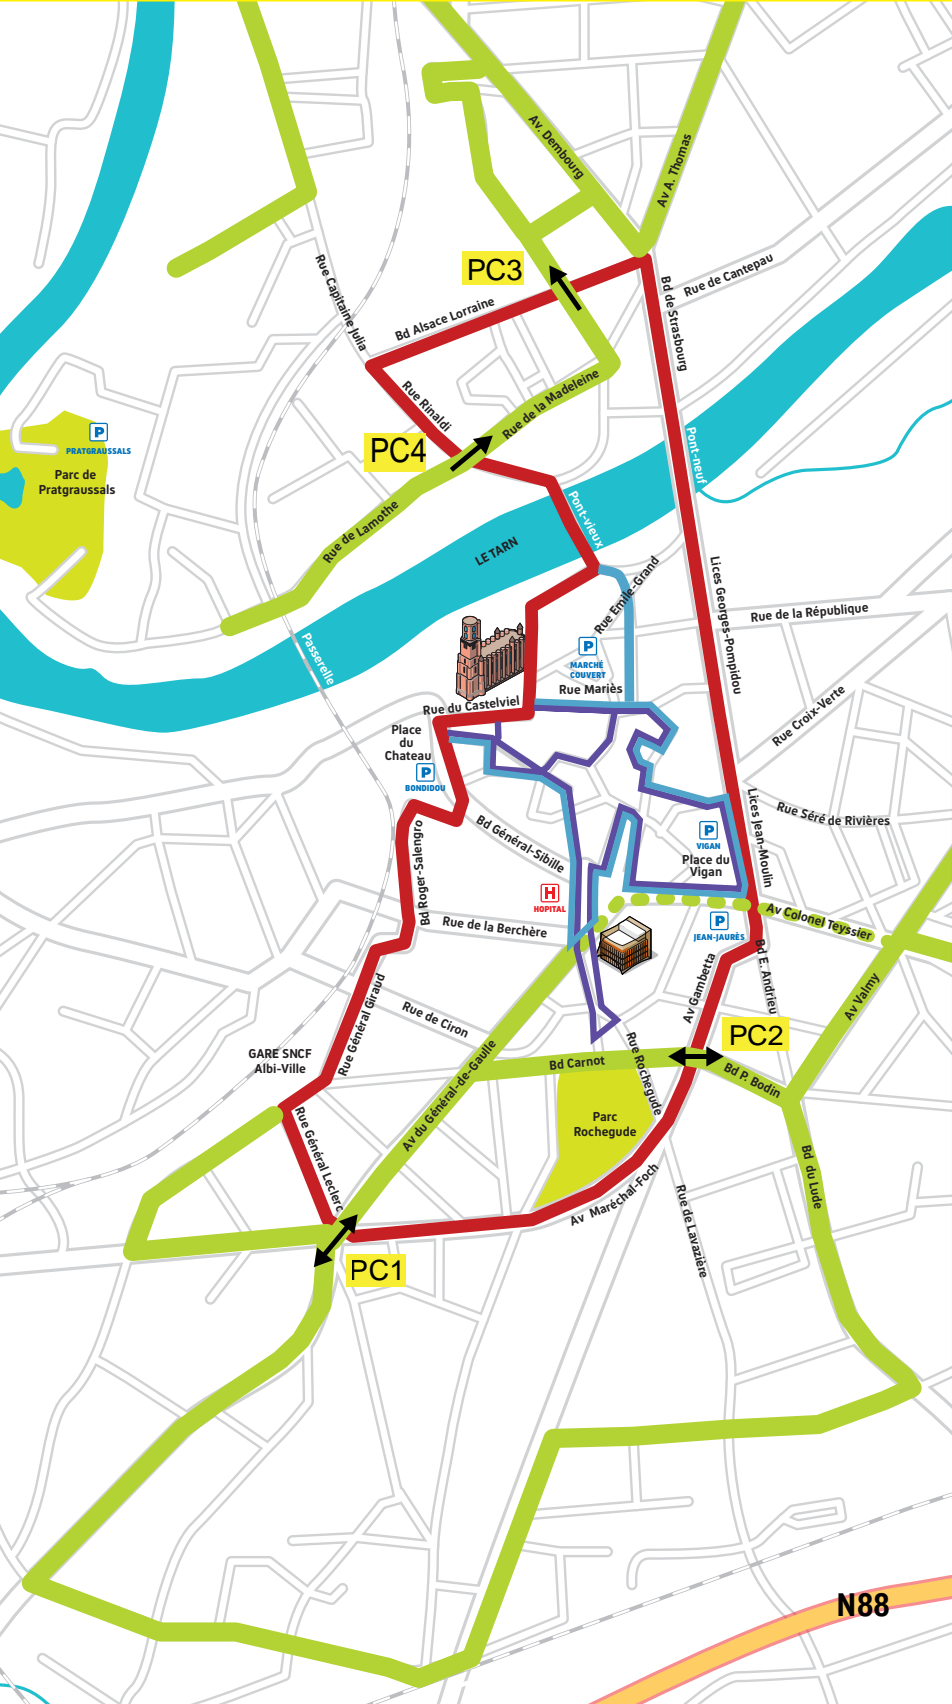 Av. Dembourg
Av A. Thomas
PC3
Rue Capitaine Julia
Bd Alsace Lorraine
Rue de Cantepau
Bd de Strasbourg
Rue Rinaldi
Rue de la Madeleine
P
PRATGRAUSSALS
Parc de
Pratgraussals
PC4
Pont-neuf
Rue de Lamothe
Pont-vieux
LE TARN
Passerelle
Rue Emile-Grand
Lices Georges-Pompidou
Rue de la République
P
MARCHÉ
COUVERT
Rue Mariès
Rue du Castelviel
Rue Croix-Verte
Place
du
Chateau
P
BONDIDOU
Bd Roger-Salengro
Bd Général-Sibille
P
VIGAN
Place du
Vigan
Lices Jean-Moulin
Rue Séré de Rivières
H
HOPITAL
Rue de la Berchère
P
JEAN-JAURÈS
Av Colonel Teyssier
Bd E. Andrieu
Av Gambetta
Av Valmy
Rue Général Giraud
Rue de Ciron
GARE SNCF
Albi-Ville
PC2
Bd Carnot
Rue Rochegude
Bd P. Bodin
Av du Général-de-Gaulle
Parc
Rochegude
Rue Général Leclerc
Av Maréchal-Foch
Bd du Lude
Rue de Lavazière
PC1
N88